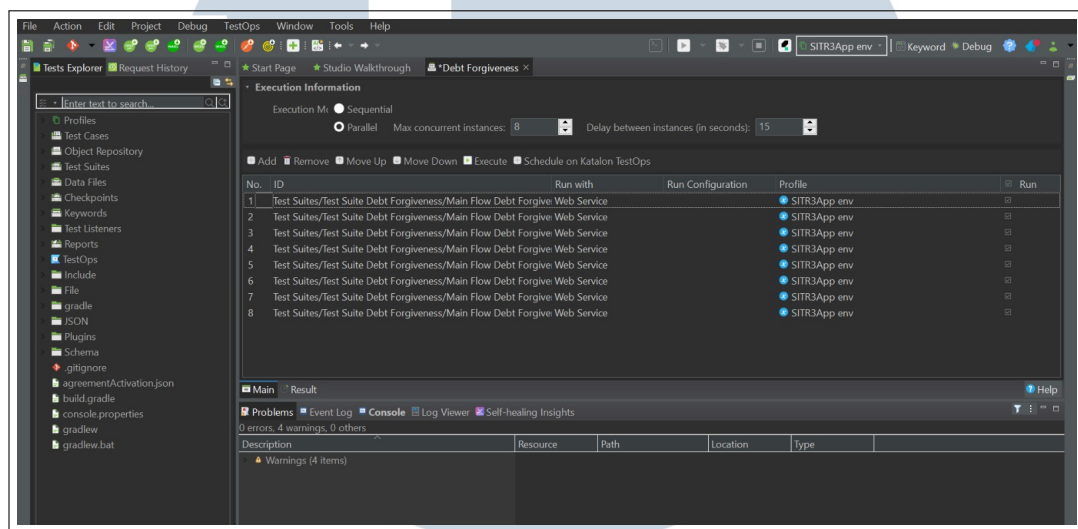 File Action Edit Project Debug TestOps Window Tools Help
SITR3App env Keyword Debug
Tests Explorer Request History
Start Page Studio Walkthrough *Debt Forgiveness
Enter text to search...
Profiles
Test Cases
Object Repository
Test Suites
Data Files
Checkpoints
Keywords
Test Listeners
Reports
TestOps
Include
File
gradle
JSON
Plugins
Schema
.gitignore
agreementActivation.json
build.gradle
console.properties
gradlew
gradlew.bat
Execution Information
Execution Mo Sequential
Parallel Max concurrent instances: 8 Delay between instances (in seconds): 15
Add Remove Move Up Move Down Execute Schedule on Katalon TestOps
No. ID Run with Run Configuration Profile Run
1 Test Suites/Test Suite Debt Forgiveness/Main Flow Debt Forgive Web Service SITR3App env
2 Test Suites/Test Suite Debt Forgiveness/Main Flow Debt Forgive Web Service SITR3App env
3 Test Suites/Test Suite Debt Forgiveness/Main Flow Debt Forgive Web Service SITR3App env
4 Test Suites/Test Suite Debt Forgiveness/Main Flow Debt Forgive Web Service SITR3App env
5 Test Suites/Test Suite Debt Forgiveness/Main Flow Debt Forgive Web Service SITR3App env
6 Test Suites/Test Suite Debt Forgiveness/Main Flow Debt Forgive Web Service SITR3App env
7 Test Suites/Test Suite Debt Forgiveness/Main Flow Debt Forgive Web Service SITR3App env
8 Test Suites/Test Suite Debt Forgiveness/Main Flow Debt Forgive Web Service SITR3App env
Main Result Help
Problems Event Log Console Log Viewer Self-healing Insights
0 errors, 4 warnings, 0 others
Description Resource Path Location Type
Warnings (4 items)